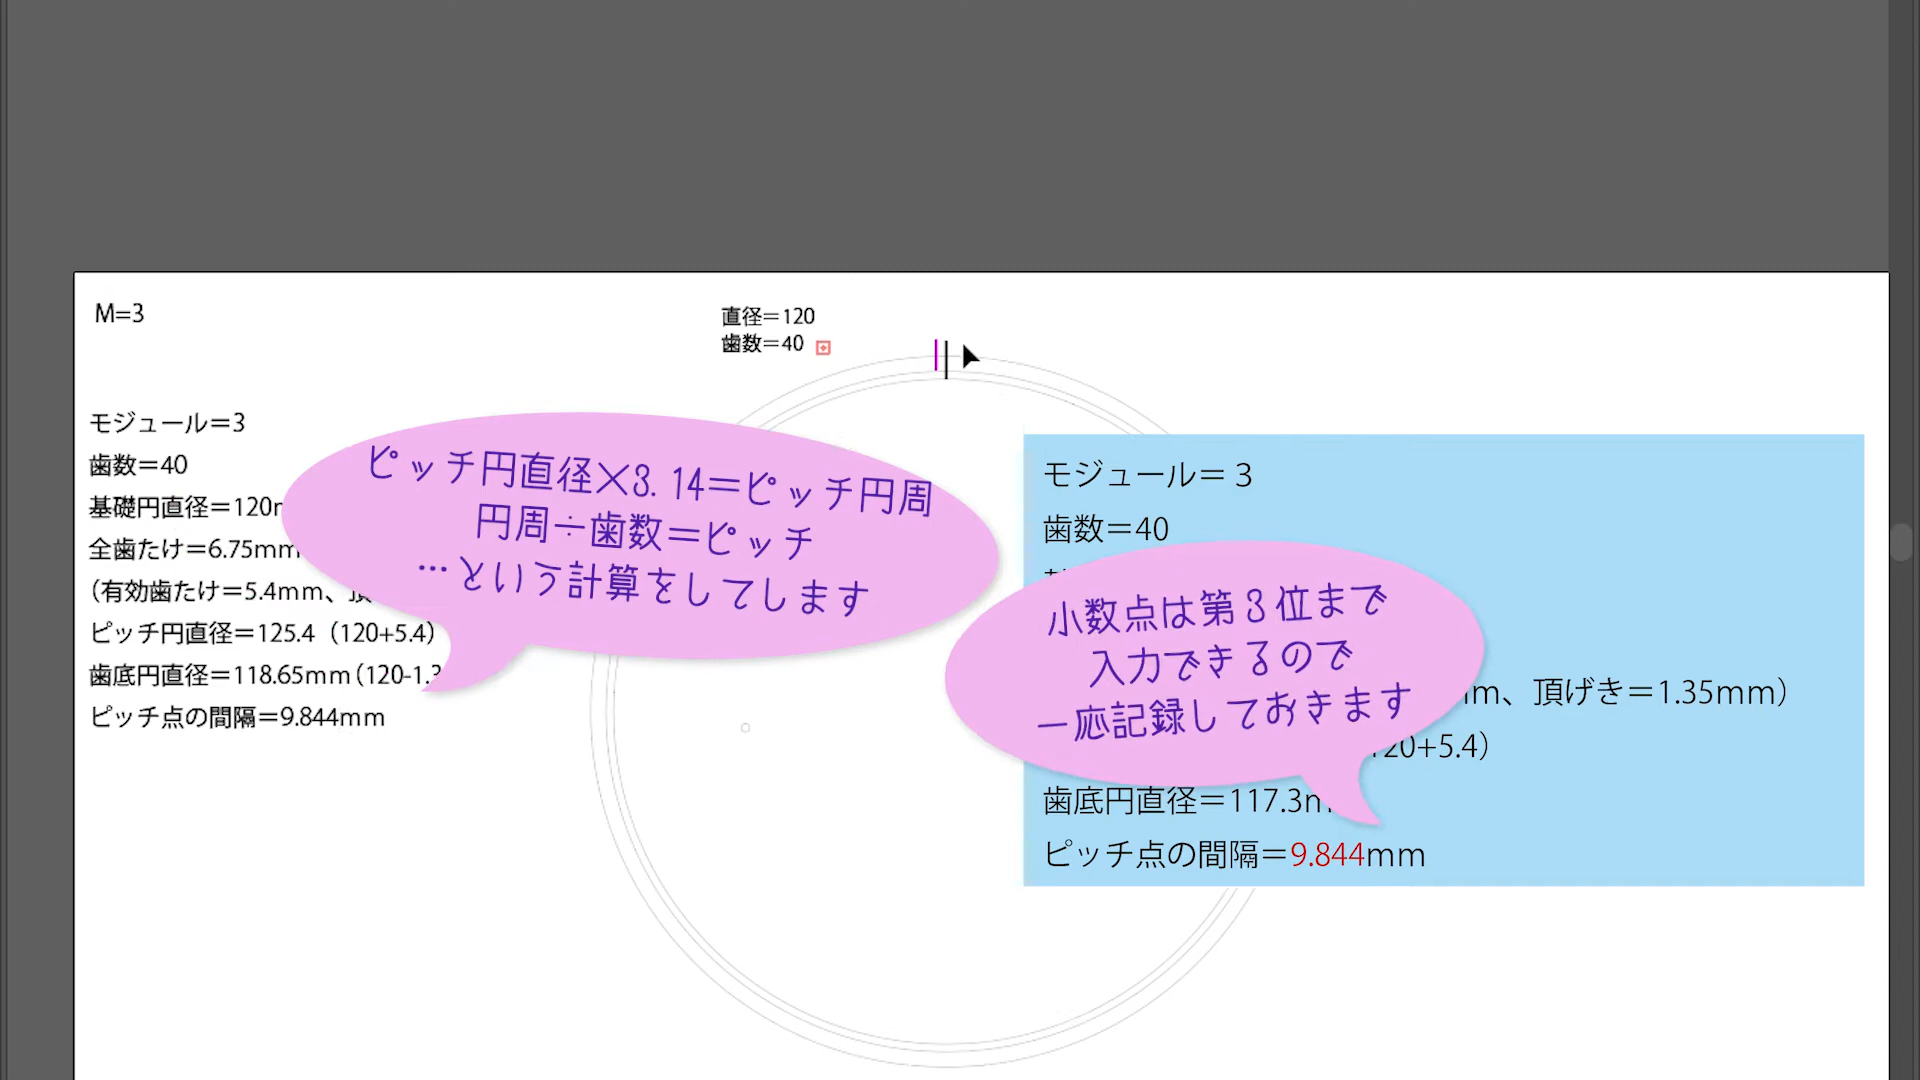 M=3
直径＝120
歯数＝40
モジュール＝3
歯数＝40
基礎円直径＝120
全歯たけ＝6.75mm
（有効歯たけ＝5.4mm、頂
ピッチ円直径＝125.4（120+5.4）
歯底円直径＝118.65mm（120-1.3
ピッチ点の間隔＝9.844mm
ピッチ円直径×3.14＝ピッチ円周
円周÷歯数＝ピッチ
…という計算をしてします
モジュール＝３
歯数＝40
小数点は第３位まで
入力できるので
一応記録しておきます
m、頂げき＝1.35mm）
120+5.4）
歯底円直径＝117.3m
ピッチ点の間隔＝9.844mm